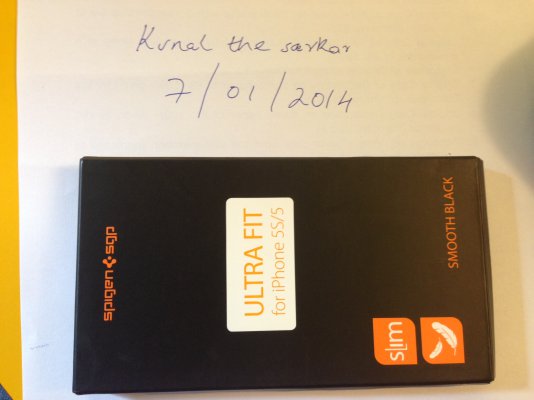 Kunal the sarkar
7/01/2014
spigen sgp
ULTRA FIT
for iPhone 5S/5
SMOOTH BLACK
slim